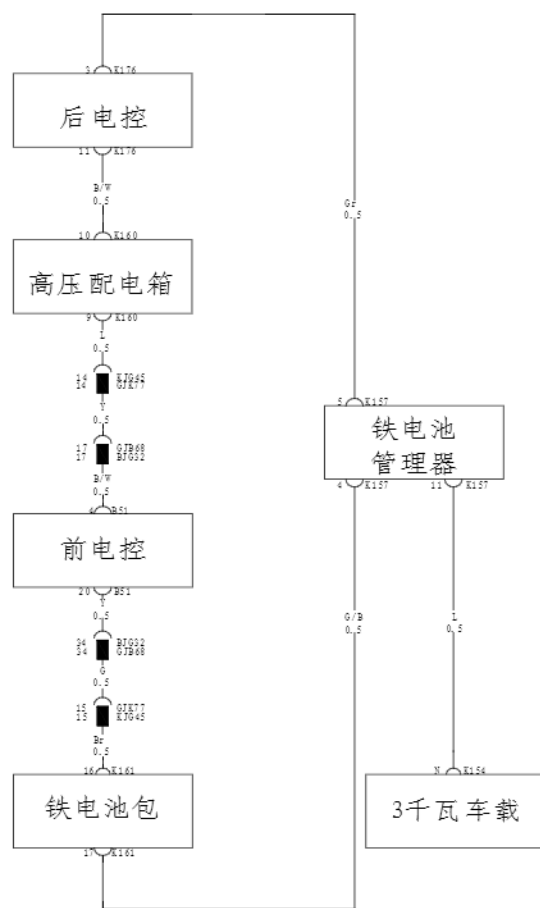 3 K176
后电控
11 K176
B/W
0.5
Gr
0.5
10 K160
高压配电箱
9 K160
L
0.5
14 KJG45
14 GJK77
Y
0.5
5 K157
铁电池
管理器
4 K157
11 K157
17 GJB68
17 BJG32
B/W
0.5
4 B51
前电控
20 B51
Y
0.5
G/B
0.5
L
0.5
34 BJG32
34 GJB68
G
0.5
15 GJK77
15 KJG45
Br
0.5
16 K161
铁电池包
17 K161
N K154
3千瓦车载